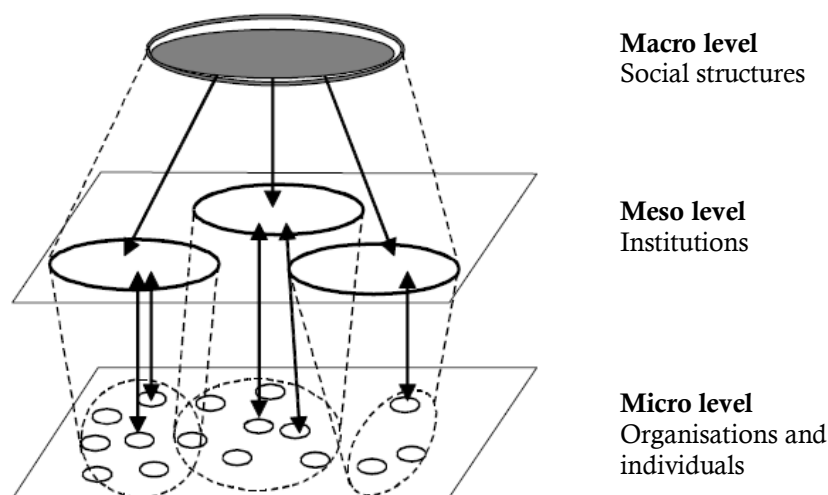 Macro level
Social structures
Meso level
Institutions
Micro level
Organisations and
individuals